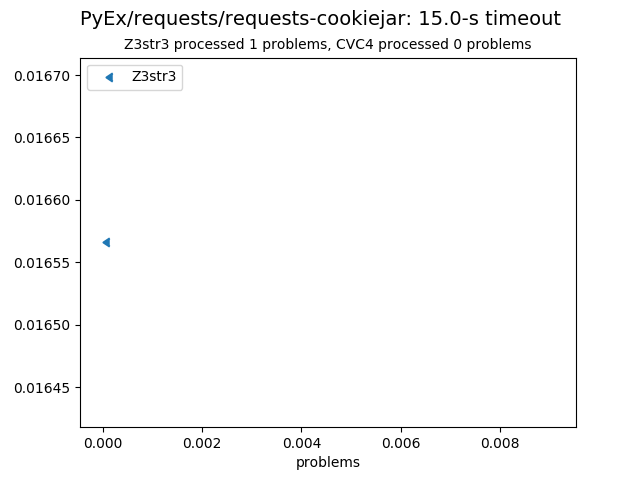 PyEx/requests/requests-cookiejar: 15.0-s timeout
Z3str3 processed 1 problems, CVC4 processed 0 problems
Z3str3
0.01670
0.01665
0.01660
0.01655
0.01650
0.01645
0.000 0.002 0.004 0.006 0.008
problems